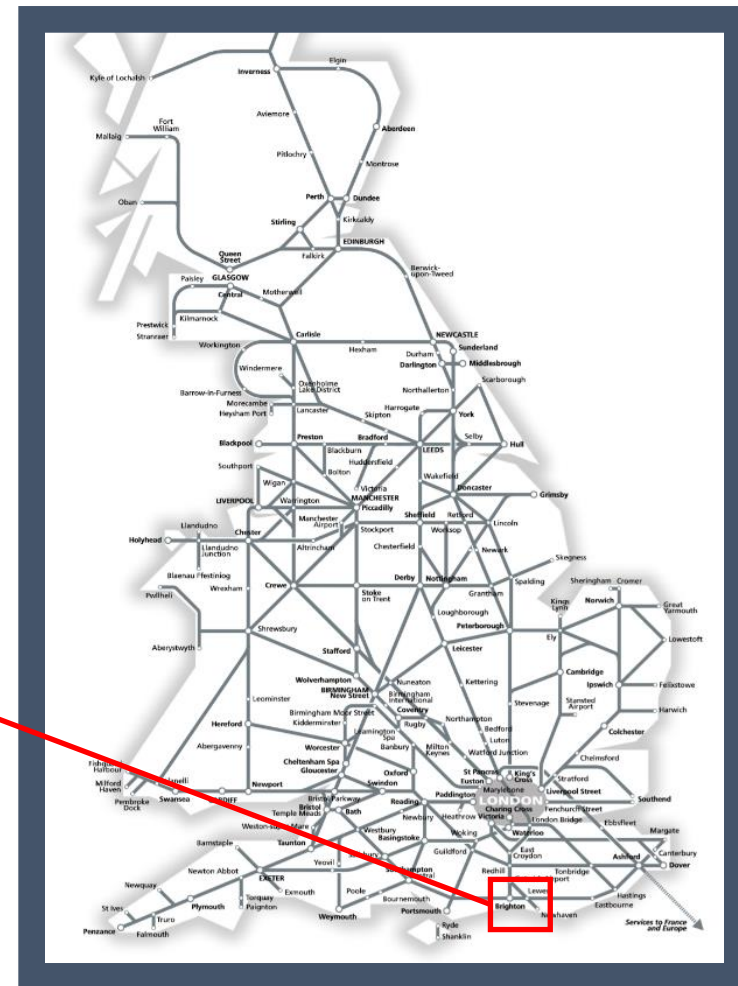 Elgin
Inverness
Kyle of Lochalsh
Aviemore
Fort
William
Aberdeen
Mallaig
Pitlochry
Montrose
Perth
Dundee
Oban
Kirkcaldy
Stirling
EDINBURGH
Queen
Street
Falkirk
Berwick-
upon-Tweed
Paisley
GLASGOW
Central
Motherwell
Kilmarnock
Prestwick
Stranraer
Carlisle
NEWCASTLE
Workington
Hexham
Sunderland
Durham
Darlington
Middlesbrough
Windermere
Oxenholme
Lake District
Scarborough
Barrow-in-Furness
Northallerton
Morecambe
Heysham Port
Lancaster
Harrogate
Skipton
York
Blackpool
Preston
Bradford
Selby
Hull
Blackburn
LEEDS
Southport
Huddersfield
Bolton
Wakefield
Wigan
Victoria
Doncaster
Grimsby
LIVERPOOL
Warrington
MANCHESTER
Piccadilly
Manchester
Airport
Sheffield
Retford
Llandudno
Stockport
Worksop
Lincoln
Holyhead
Chester
Llandudno
Junction
Altrincham
Chesterfield
Newark
Skegness
Blaenau Ffestiniog
Crewe
Derby
Nottingham
Spalding
Sheringham
Cromer
Pwllheli
Wrexham
Stoke
on Trent
Grantham
Kings
Lynn
Norwich
Great
Yarmouth
Loughborough
Shrewsbury
Peterborough
Ely
Lowestoft
Aberystwyth
Stafford
Leicester
Wolverhampton
Cambridge
BIRMINGHAM
New Street
Nuneaton
Kettering
Ipswich
Felixstowe
Leominster
Birmingham
International
Stevenage
Stansted
Airport
Harwich
Birmingham Moor Street
Coventry
Kidderminster
Rugby
Northampton
Hereford
Leamington
Spa
Bedford
Colchester
Worcester
Banbury
Milton
Keynes
Luton
Abergavenny
Watford Junction
Chelmsford
Cheltenham Spa
Gloucester
Oxford
St Pancras
King's
Cross
Stratford
Fishguard
Harbour
Swindon
Euston
Milford
Haven
Newport
Marylebone
Liverpool Street
Pembroke
Dock
Swansea
Bristol Parkway
Reading
Paddington
LONDON
Southend
Bristol
Temple Meads
Bath
Charing Cross
Fenchurch Street
Newbury
Heathrow
Victoria
London Bridge
Ebbsfleet
Weston-super-Mare
Westbury
Basingstoke
Woking
Waterloo
Margate
Barnstaple
Taunton
Guildford
East
Croydon
Canterbury
Yeovil
Redhill
Tonbridge
Ashford
Dover
Newton Abbot
EXETER
Newquay
Exmouth
Poole
Bournemouth
Lewes
Hastings
St Ives
Plymouth
Torquay
Paignton
Portsmouth
Brighton
Eastbourne
Truro
Weymouth
Newhaven
Penzance
Falmouth
Ryde
Shanklin
Services to France
and Europe